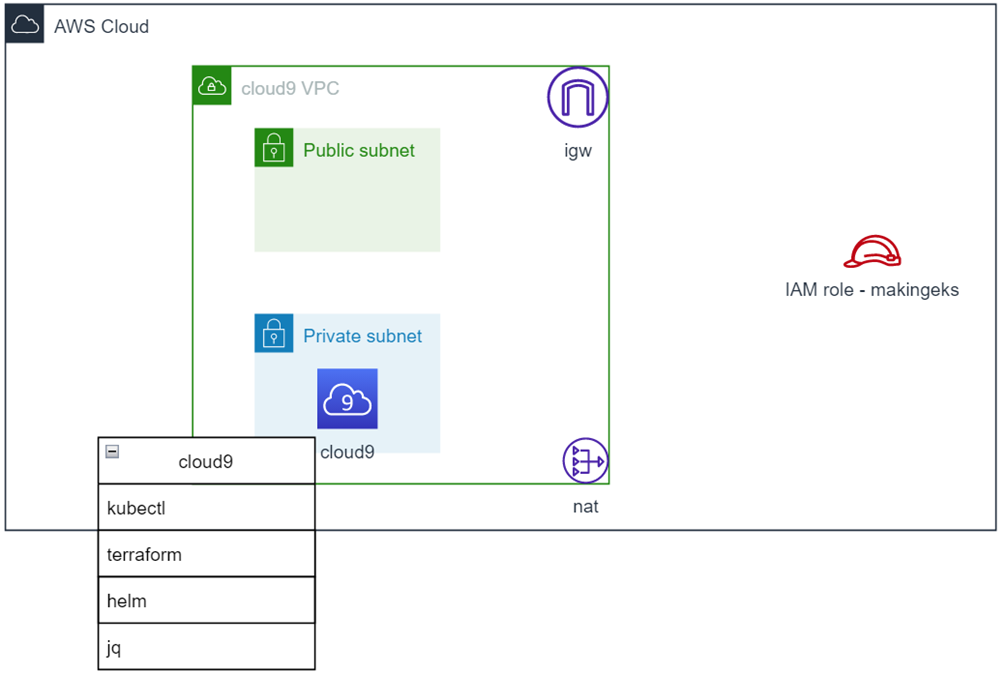 AWS Cloud
cloud9 VPC
igw
Public subnet
IAM role - makingeks
Private subnet
9
cloud9
nat
cloud9
kubectl
terraform
helm
jq